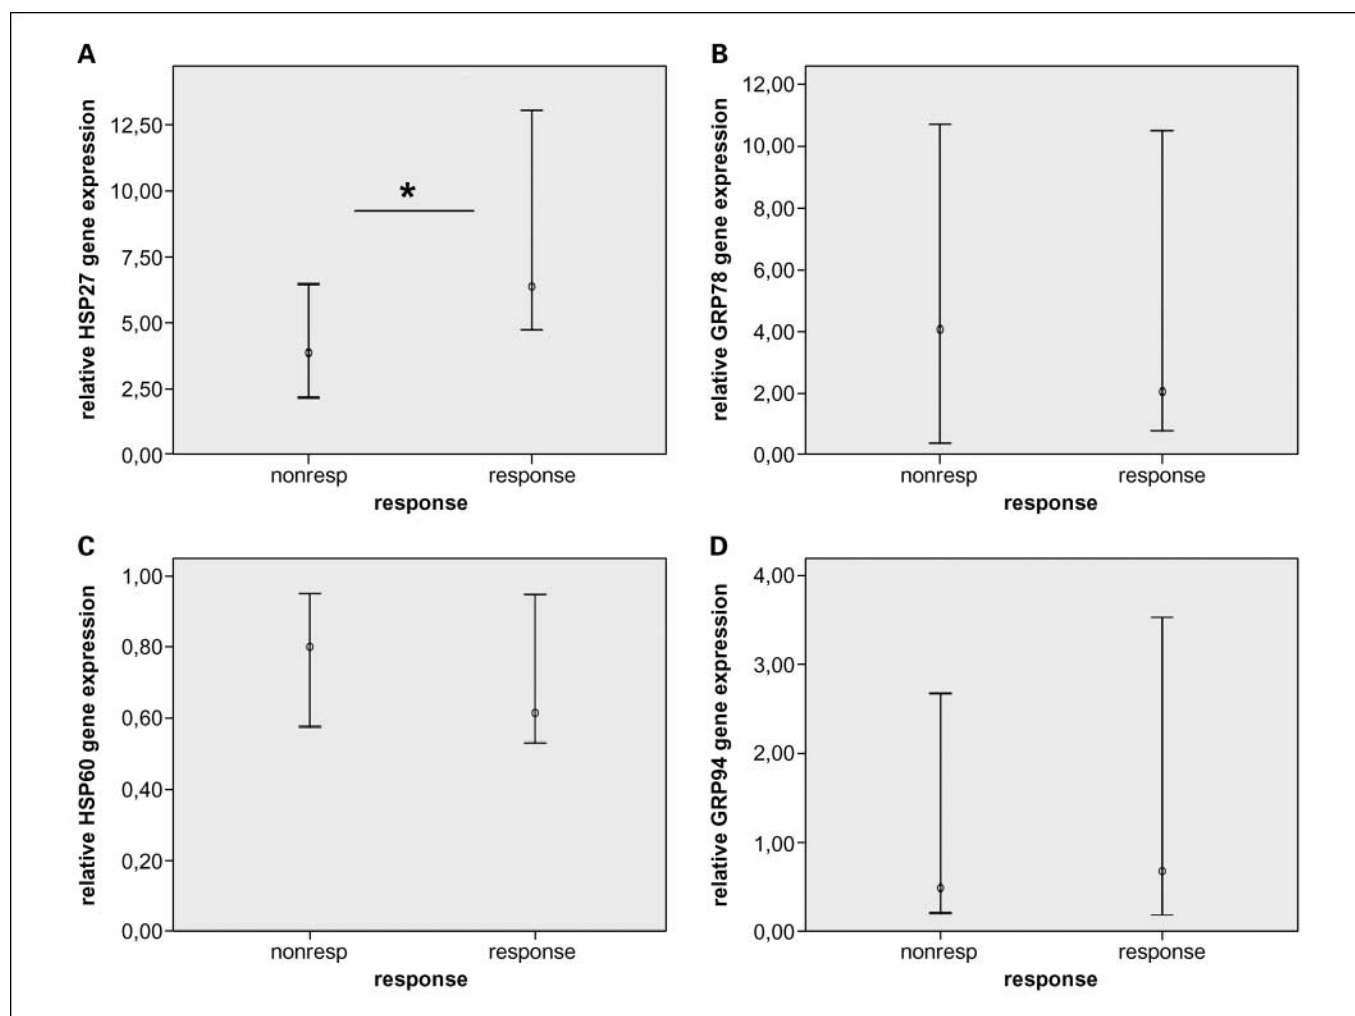 A
relative HSP27 gene expression
12,50
10,00
7,50
5,00
2,50
0,00
*
nonresp
response
response
B
relative GRP78 gene expression
12,00
10,00
8,00
6,00
4,00
2,00
0,00
nonresp
response
response
C
relative HSP60 gene expression
1,00
0,80
0,60
0,40
0,20
0,00
nonresp
response
response
D
relative GRP94 gene expression
4,00
3,00
2,00
1,00
0,00
nonresp
response
response